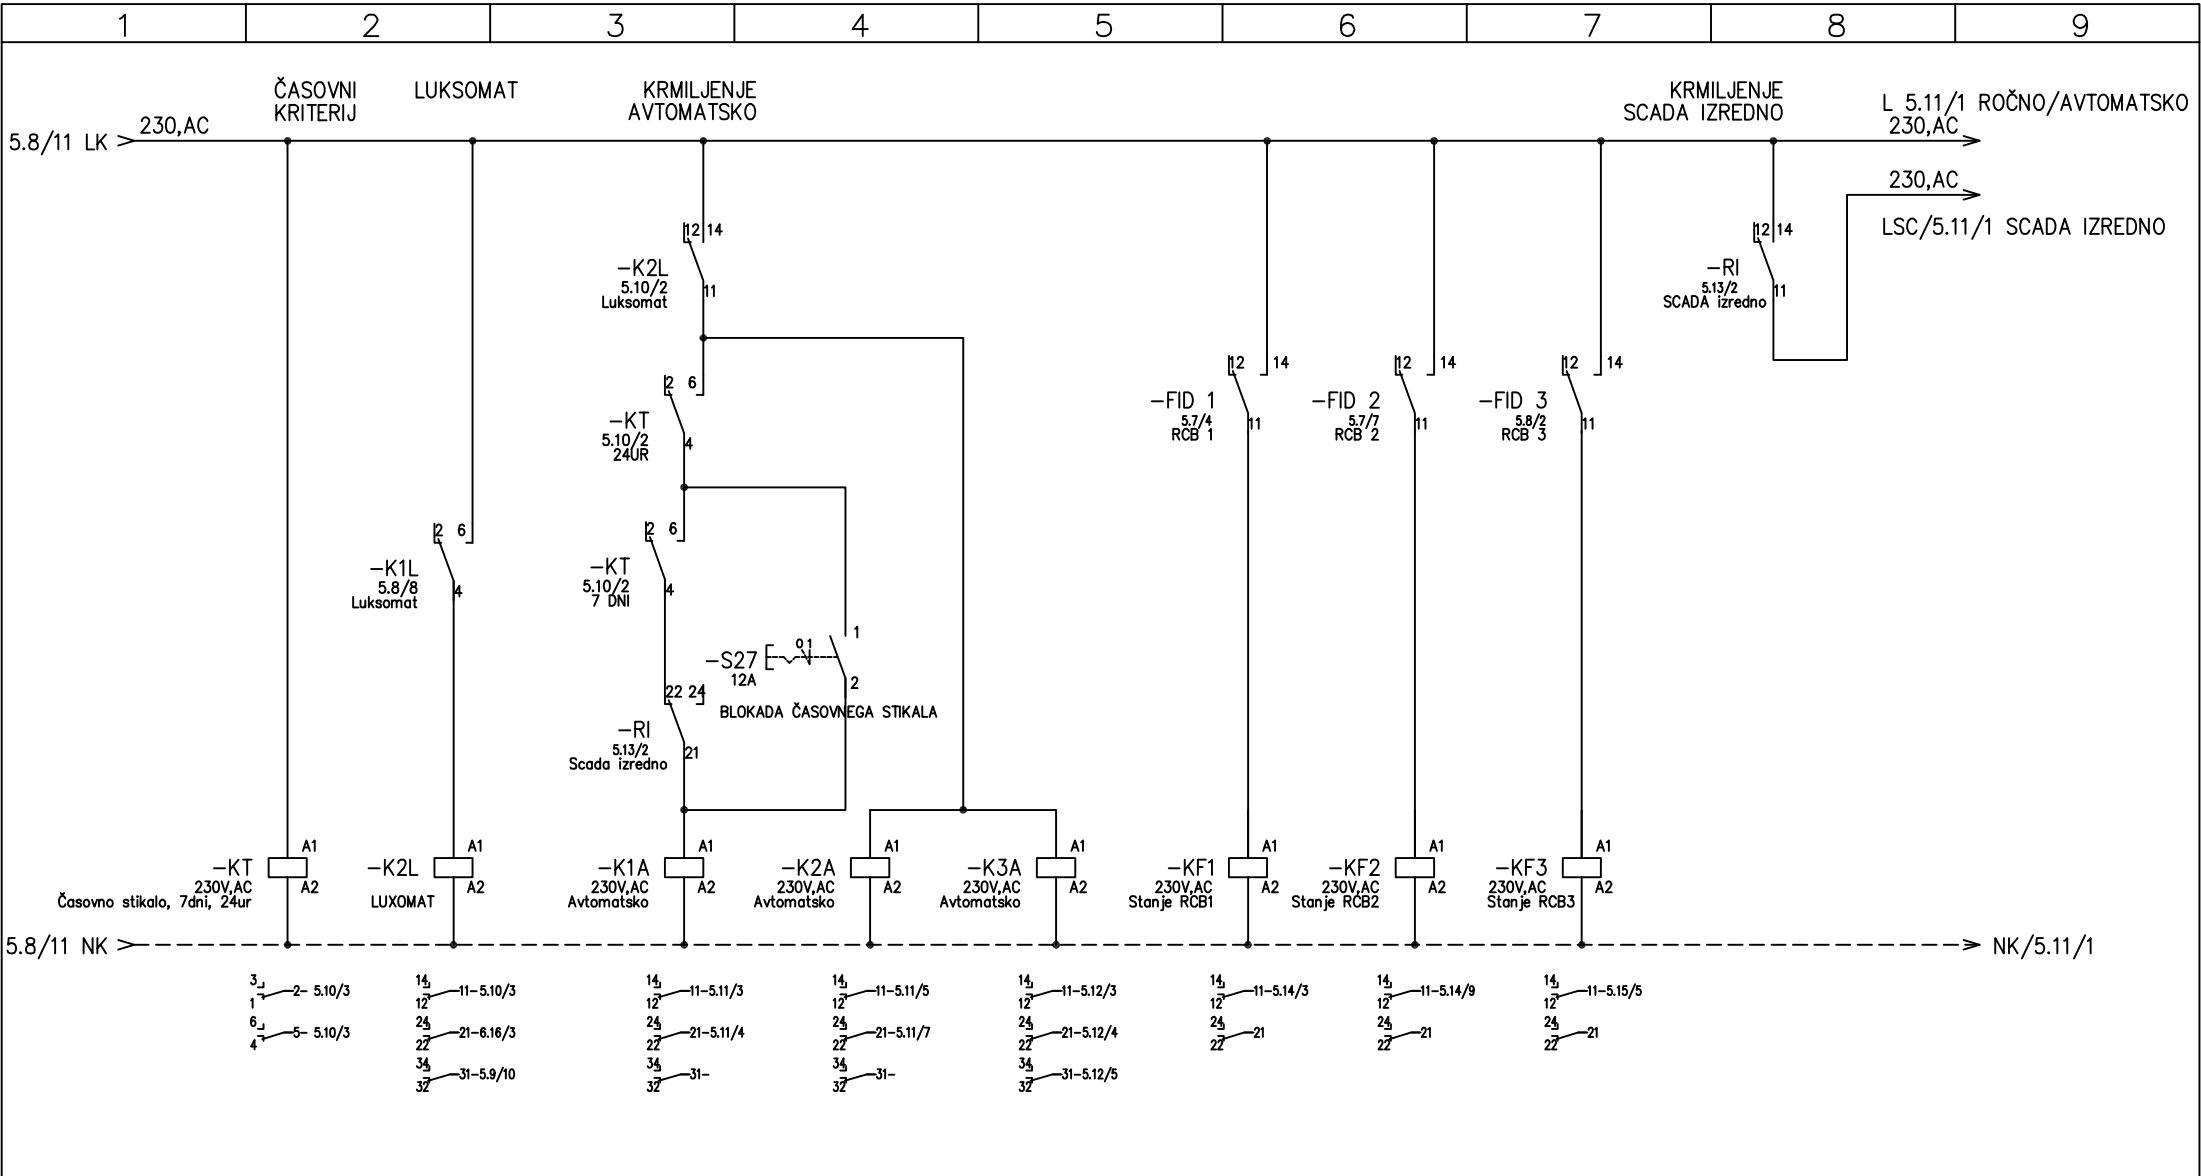 1 2 3 4 5 6 7 8 9
ČASOVNI
KRITERIJ
LUKSOMAT
KRMILJENJE
AVTOMATSKO
KRMILJENJE
SCADA IZREDNO
L 5.11/1 ROČNO/AVTOMATSKO
230,AC
5.8/11 LK
230,AC
230,AC
LSC/5.11/1 SCADA IZREDNO
12 14
-K2L
5.10/2
Luksomat
11
12 14
-RI
5.13/2
SCADA izredno
11
2 6
-KT
5.10/2
24UR
4
12 14
-FID 1
5.7/4
RCB 1
11
12 14
-FID 2
5.7/7
RCB 2
11
12 14
-FID 3
5.8/2
RCB 3
11
2 6
-K1L
5.8/8
Luksomat
4
2 6
-KT
5.10/2
7 DNI
4
0 1
1
-S27
12A
2
BLOKADA ČASOVNEGA STIKALA
22 24
-RI
5.13/2
Scada izredno
21
A1
-KT
230V,AC
A2
Časovno stikalo, 7dni, 24ur
A1
-K2L
A2
LUXOMAT
A1
-K1A
230V,AC
A2
Avtomatsko
A1
-K2A
230V,AC
A2
Avtomatsko
A1
-K3A
230V,AC
A2
Avtomatsko
A1
-KF1
230V,AC
A2
Stanje RCB1
A1
-KF2
230V,AC
A2
Stanje RCB2
A1
-KF3
230V,AC
A2
Stanje RCB3
5.8/11 NK
NK/5.11/1
3
2- 5.10/3
1
6
5- 5.10/3
4
14
11-5.10/3
12
24
21-6.16/3
22
34
31-5.9/10
32
14
11-5.11/3
12
24
21-5.11/4
22
34
31-
32
14
11-5.11/5
12
24
21-5.11/7
22
34
31-
32
14
11-5.12/3
12
24
21-5.12/4
22
34
31-5.12/5
32
14
11-5.14/3
12
24
21
22
14
11-5.14/9
12
24
21
22
14
11-5.15/5
12
24
21
22